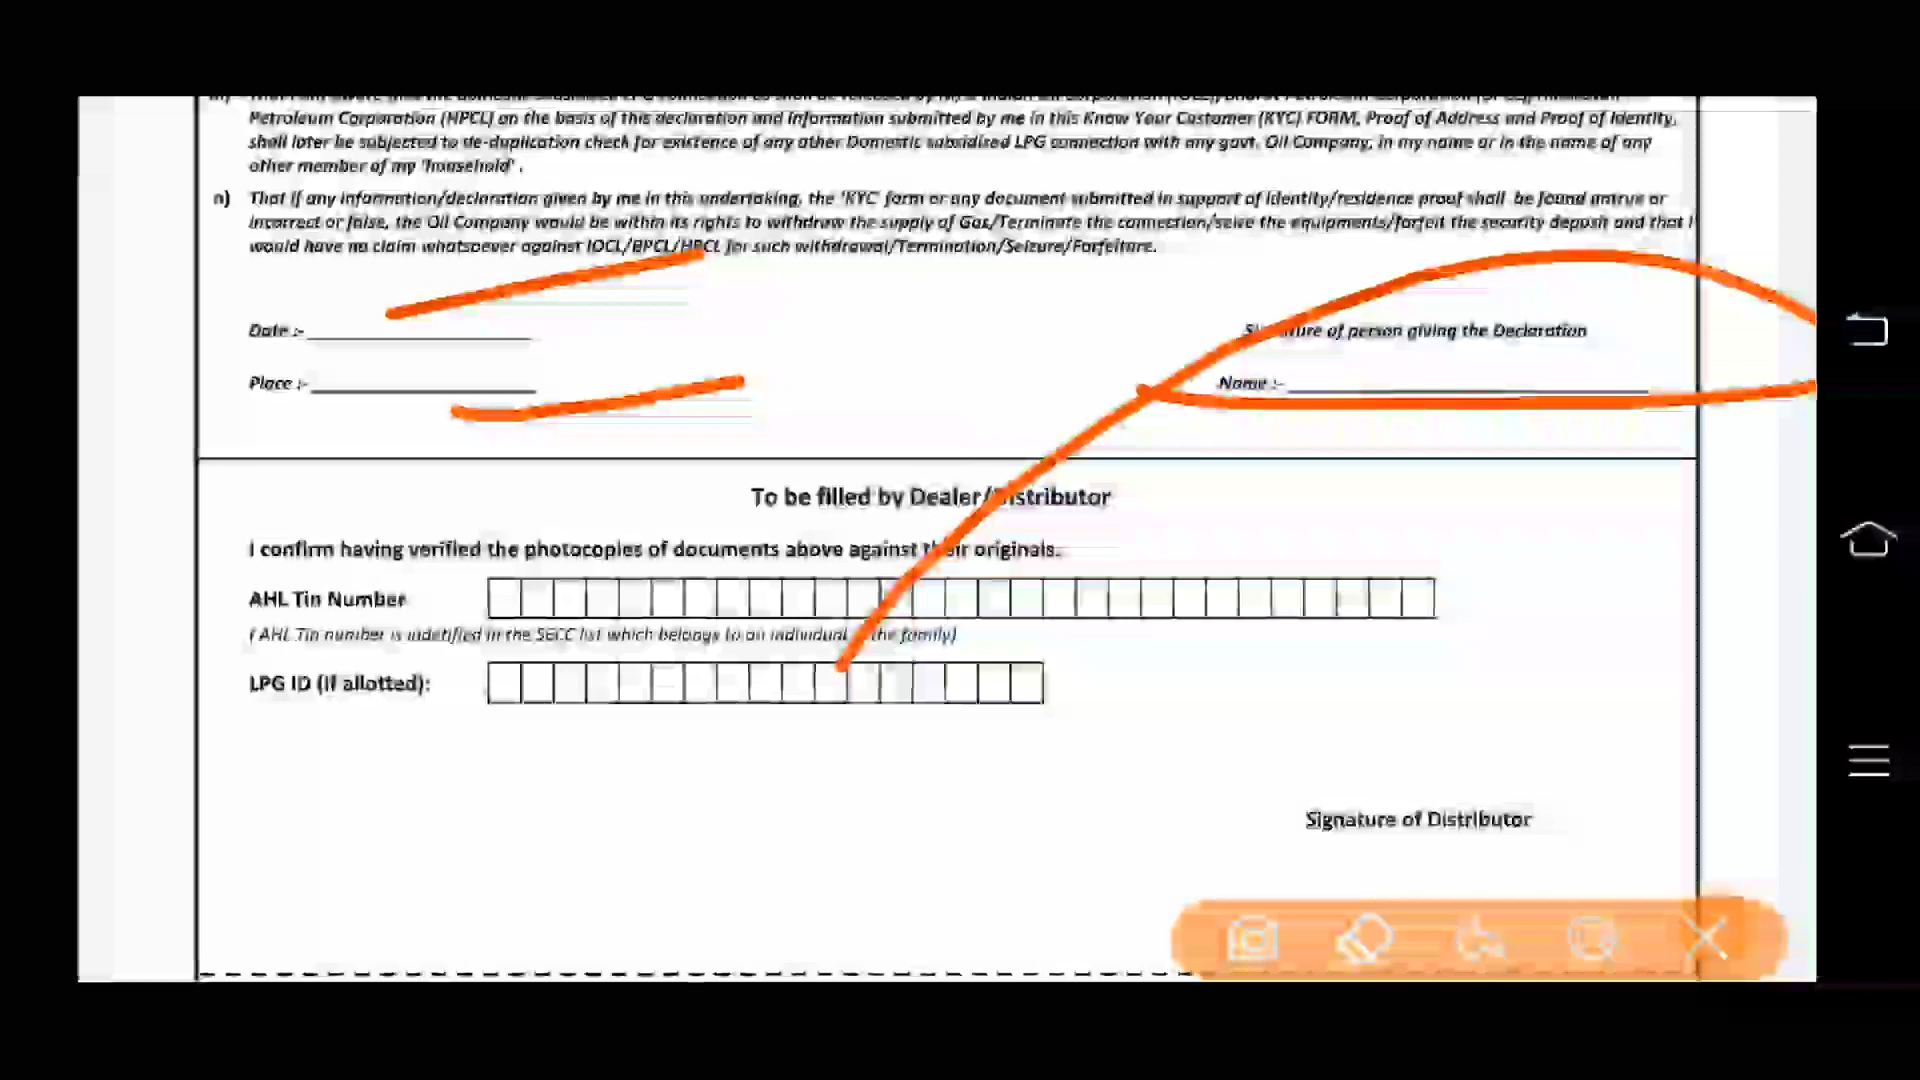 Petroleum Corporation (HPCL) on the basis of this declaration and information submitted by me in this Know Your Customer (KYC) FORM, Proof of Address and Proof of Identity,
shall later be subjected to de-duplication check for existence of any other Domestic subsidised LPG connection with any govt. Oil Company, in my name or in the name of any
other member of my 'household' .
n) That if any information/declaration given by me in this undertaking, the 'KYC' form or any document submitted in support of identity/residence proof shall be found untrue or
incorrect or false, the Oil Company would be within its rights to withdraw the supply of Gas/Terminate the connection/seize the equipments/forfeit the security deposit and that I
would have no claim whatsoever against IOCL/BPCL/HPCL for such withdrawal/Termination/Seizure/Forfeiture.
Date :-
Signature of person giving the Declaration
Place :-
Name :-
To be filled by Dealer/Distributor
I confirm having verified the photocopies of documents above against their originals.
AHL Tin Number
( AHL Tin number is indetified in the SECC list which belongs to an individual the family)
LPG ID (if allotted):
Signature of Distributor